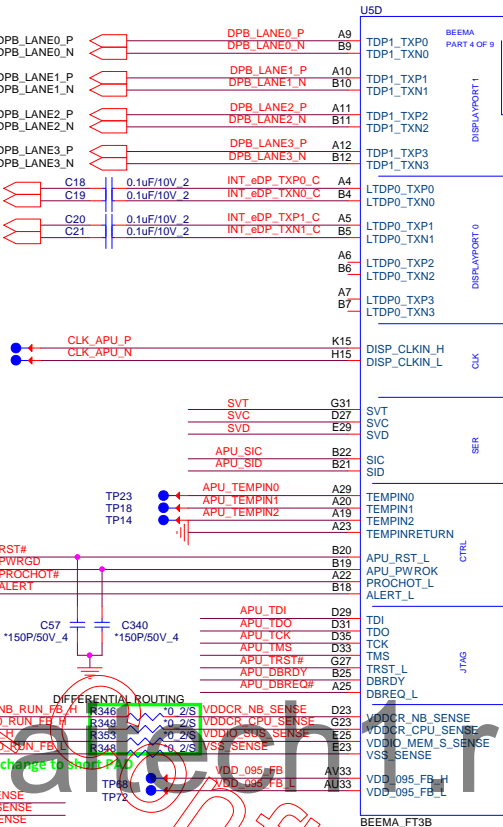 U5D
BEEMA
PART 4 OF 9
DPB_LANE0_P DPB_LANE0_P A9 TDP1_TXP0
DPB_LANE0_N DPB_LANE0_N B9 TDP1_TXN0
DPB_LANE1_P DPB_LANE1_P A10 TDP1_TXP1
DPB_LANE1_N DPB_LANE1_N B10 TDP1_TXN1
DISPLAYPORT 1
DPB_LANE2_P DPB_LANE2_P A11 TDP1_TXP2
DPB_LANE2_N DPB_LANE2_N B11 TDP1_TXN2
DPB_LANE3_P DPB_LANE3_P A12 TDP1_TXP3
DPB_LANE3_N DPB_LANE3_N B12 TDP1_TXN3
C18 0.1uF/10V_2 INT_eDP_TXP0_C A4 LTDP0_TXP0
C19 0.1uF/10V_2 INT_eDP_TXN0_C B4 LTDP0_TXN0
C20 0.1uF/10V_2 INT_eDP_TXP1_C A5 LTDP0_TXP1
C21 0.1uF/10V_2 INT_eDP_TXN1_C B5 LTDP0_TXN1
DISPLAYPORT 0
A6 LTDP0_TXP2
B6 LTDP0_TXN2
A7 LTDP0_TXP3
B7 LTDP0_TXN3
CLK_APU_P K15 DISP_CLKIN_H
CLK_APU_N H15 DISP_CLKIN_L
CLK
SVT G31 SVT
SVC D27 SVC
SVD E29 SVD
SER
APU_SIC B22 SIC
APU_SID B21 SID
TP23 APU_TEMPIN0 A29 TEMPIN0
TP18 APU_TEMPIN1 A20 TEMPIN1
TP14 APU_TEMPIN2 A19 TEMPIN2
A23 TEMPINRETURN
CTRL
RST# B20 APU_RST_L
PWRGD B19 APU_PWROK
PROCHOT# A22 PROCHOT_L
ALERT B18 ALERT_L
C57 C340
*150P/50V_4 *150P/50V_4
APU_TDI D29 TDI
APU_TDO D31 TDO
APU_TCK D35 TCK
APU_TMS D33 TMS
APU_TRST# G27 TRST_L
APU_DBRDY B25 DBRDY
APU_DBREQ# A25 DBREQ_L
JTAG
DIFFERENTIAL ROUTING
NB_RUN_FB_H R346 *0_2/S VDDCR_NB_SENSE D23 VDDCR_NB_SENSE
RUN_FB_H R349 *0_2/S VDDCR_CPU_SENSE G23 VDDCR_CPU_SENSE
R353 *0_2/S VDDIO_SUS_SENSE E25 VDDIO_MEM_S_SENSE
RUN_FB_L R348 *0_2/S VSS_SENSE E23 VSS_SENSE
change to short PAD
TP68 VDD_095_FB AV33 VDD_095_FB_H
TP72 VDD_095_FB_L AU33 VDD_095_FB_L
BEEMA_FT3B